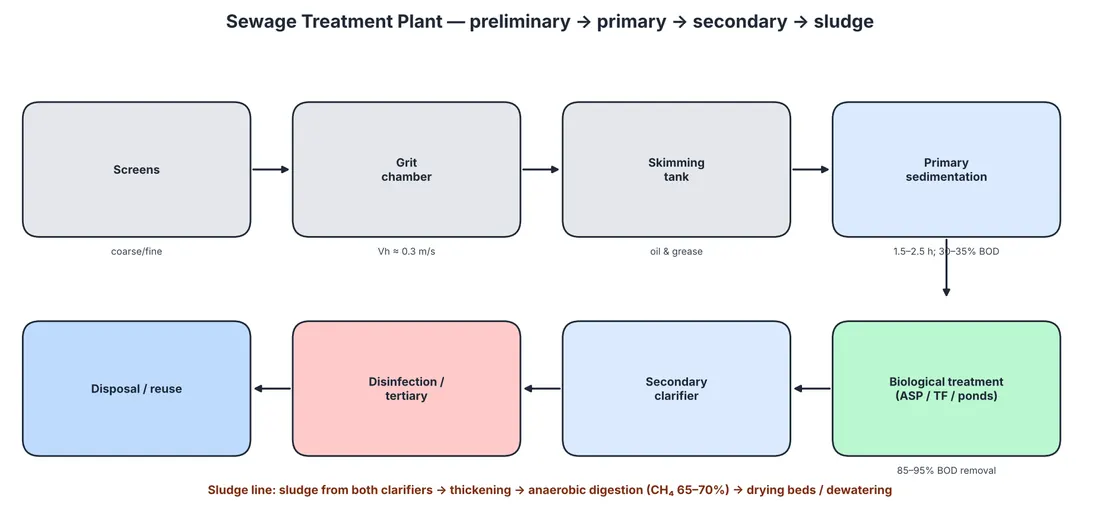 Sewage Treatment Plant — preliminary → primary → secondary → sludge
Screens
coarse/fine
Grit
chamber
Vh ≈ 0.3 m/s
Skimming
tank
oil & grease
Primary
sedimentation
1.5–2.5 h; 30–35% BOD
Disposal / reuse
Disinfection /
tertiary
Secondary
clarifier
Biological treatment
(ASP / TF / ponds)
85–95% BOD removal
Sludge line: sludge from both clarifiers → thickening → anaerobic digestion (CH₄ 65–70%) → drying beds / dewatering